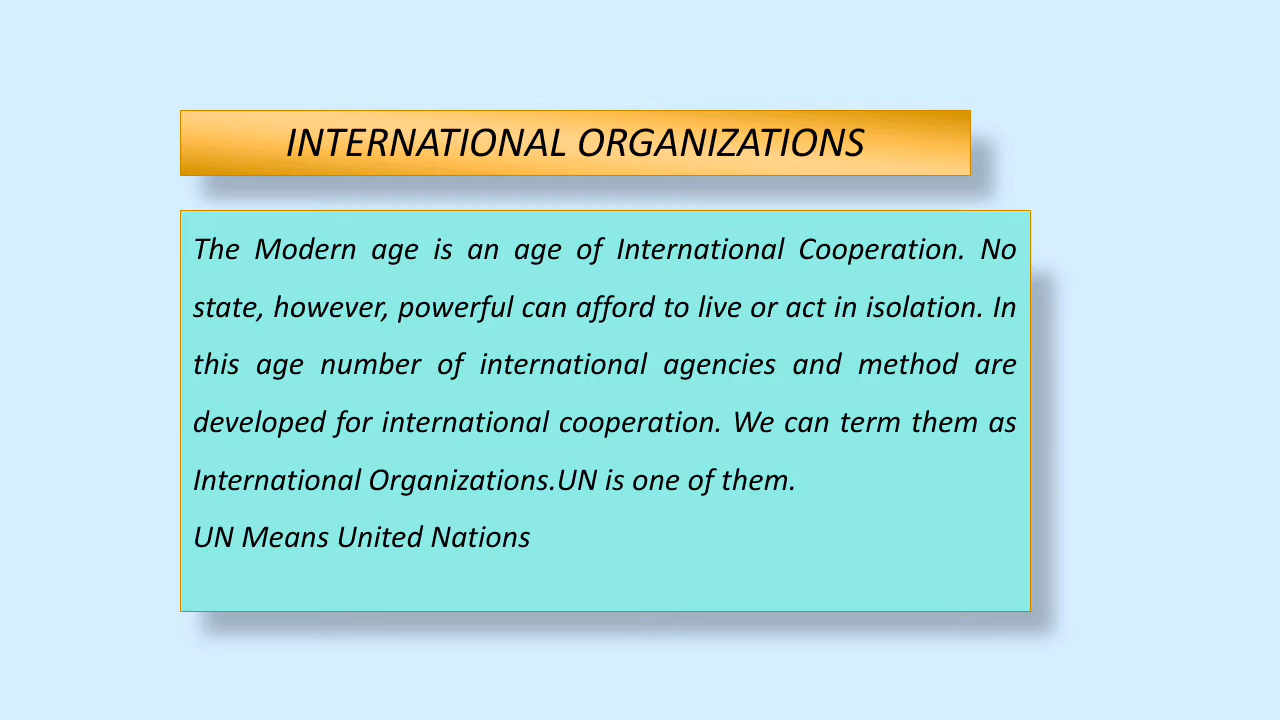 INTERNATIONAL ORGANIZATIONS
The Modern age is an age of International Cooperation. No
state, however, powerful can afford to live or act in isolation. In
this age number of international agencies and method are
developed for international cooperation. We can term them as
International Organizations.UN is one of them.
UN Means United Nations